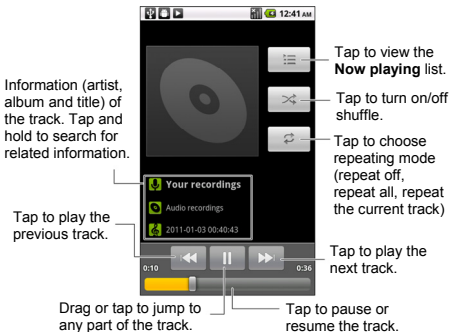 12:41 AM
Tap to view the
Now playing list.
Tap to turn on/off
shuffle.
Tap to choose
repeating mode
(repeat off,
repeat all, repeat
the current track)
Information (artist,
album and title) of
the track. Tap and
hold to search for
related information.
Your recordings
Audio recordings
2011-01-03 00:40:43
Tap to play the
previous track.
Tap to play the
next track.
0:10
0:36
Drag or tap to jump to
any part of the track.
Tap to pause or
resume the track.